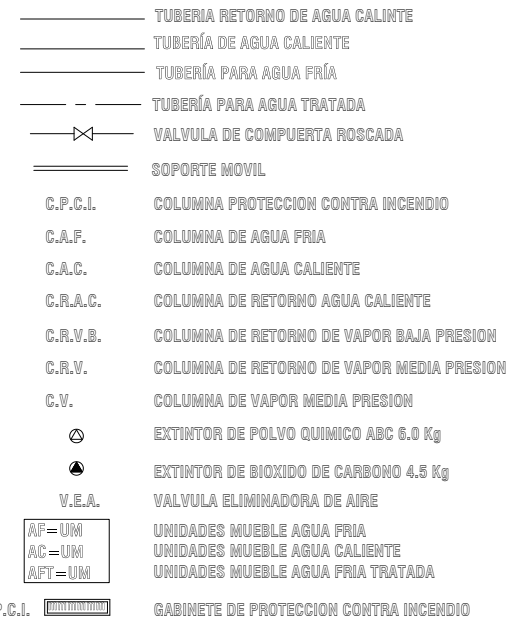 TUBERIA RETORNO DE AGUA CALINTE
TUBERÍA DE AGUA CALIENTE
TUBERÍA PARA AGUA FRÍA
TUBERÍA PARA AGUA TRATADA
VALVULA DE COMPUERTA ROSCADA
SOPORTE MOVIL
C.P.C.I. COLUMNA PROTECCION CONTRA INCENDIO
C.A.F. COLUMNA DE AGUA FRIA
C.A.C. COLUMNA DE AGUA CALIENTE
C.R.A.C. COLUMNA DE RETORNO AGUA CALIENTE
C.R.V.B. COLUMNA DE RETORNO DE VAPOR BAJA PRESION
C.R.V. COLUMNA DE RETORNO DE VAPOR MEDIA PRESION
C.V. COLUMNA DE VAPOR MEDIA PRESION
EXTINTOR DE POLVO QUIMICO ABC 6.0 Kg
EXTINTOR DE BIOXIDO DE CARBONO 4.5 Kg
V.E.A. VALVULA ELIMINADORA DE AIRE
AF=UM UNIDADES MUEBLE AGUA FRIA
AC=UM UNIDADES MUEBLE AGUA CALIENTE
AFT=UM UNIDADES MUEBLE AGUA FRIA TRATADA
P.C.I. GABINETE DE PROTECCION CONTRA INCENDIO